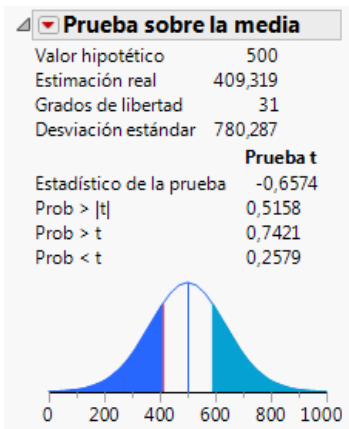 Prueba sobre la media
Valor hipotético 500
Estimación real 409,319
Grados de libertad 31
Desviación estándar 780,287
Prueba t
Estadístico de la prueba -0,6574
Prob > |t| 0,5158
Prob > t 0,7421
Prob < t 0,2579
0 200 400 600 800 1000